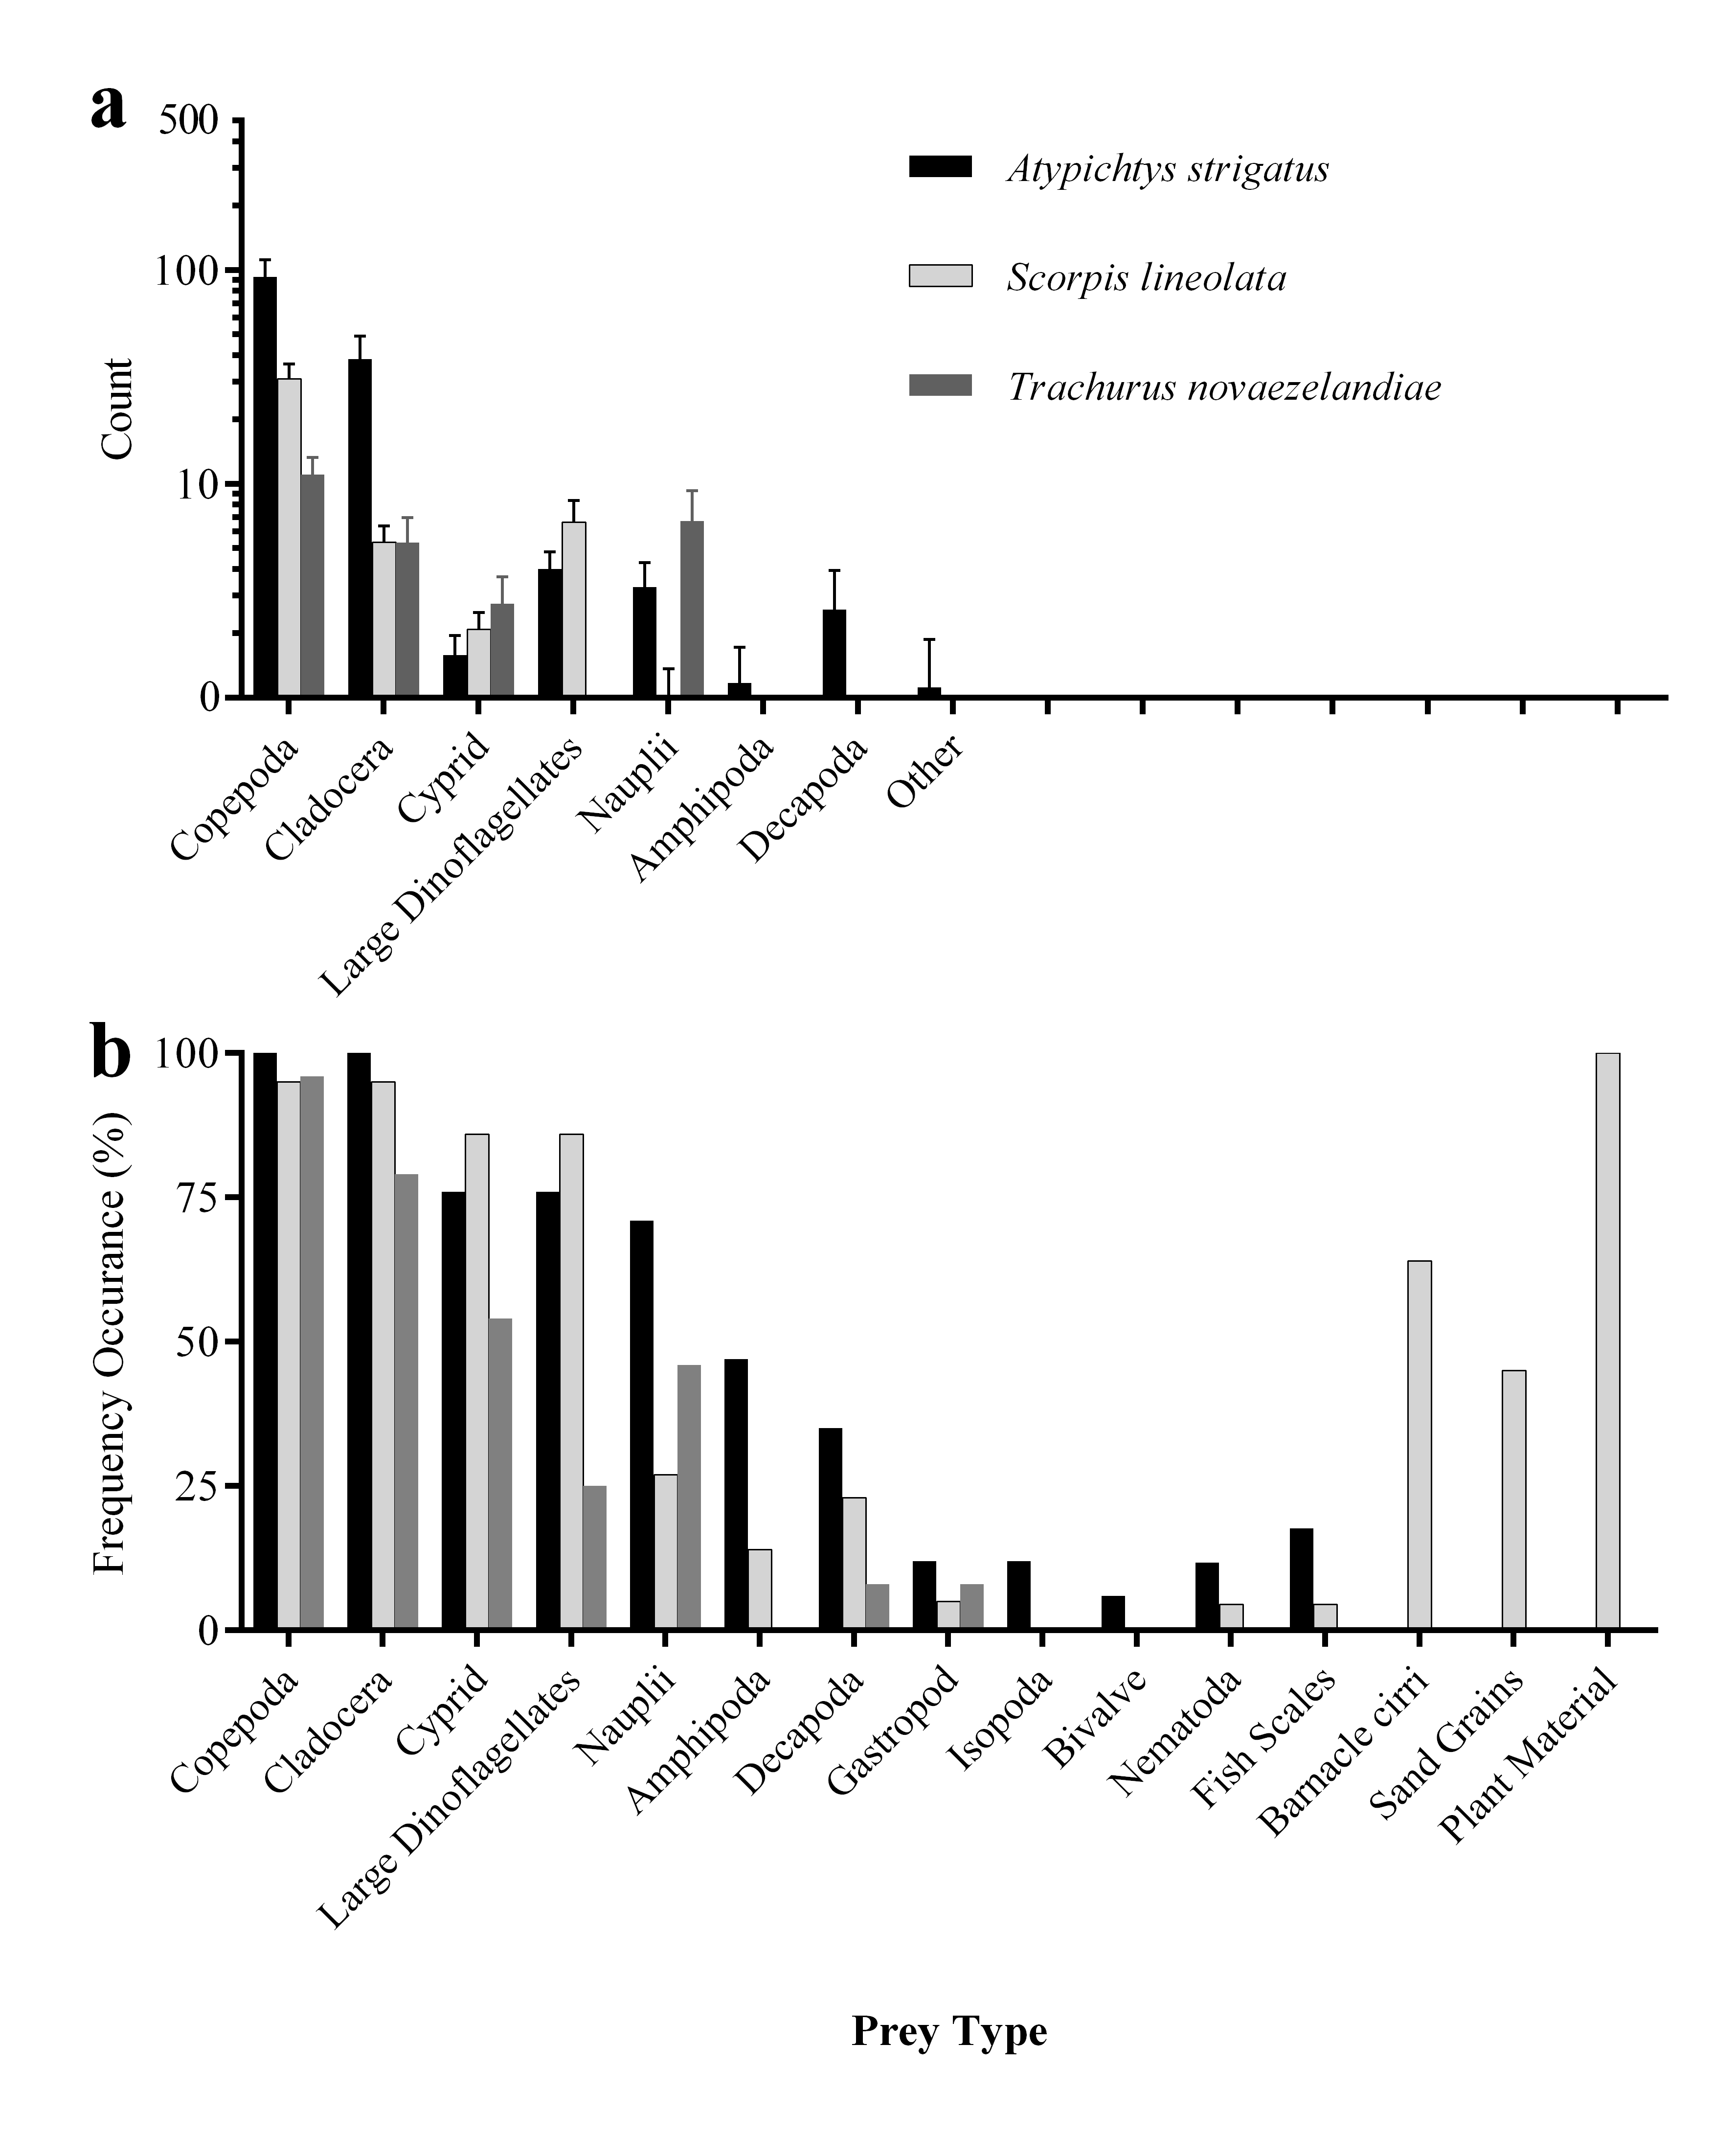 a
500
100
10
0
Count
Atypichtys strigatus
Scorpis lineolata
Trachurus novaezelandiae
Copepoda
Cladocera
Cyprid
Large Dinoflagellates
Nauplii
Amphipoda
Decapoda
Other
b
100
75
50
25
0
Frequency Occurance (%)
Copepoda
Cladocera
Cyprid
Large Dinoflagellates
Nauplii
Amphipoda
Decapoda
Gastropod
Isopoda
Bivalve
Nematoda
Fish Scales
Barnacle cirri
Sand Grains
Plant Material
Prey Type